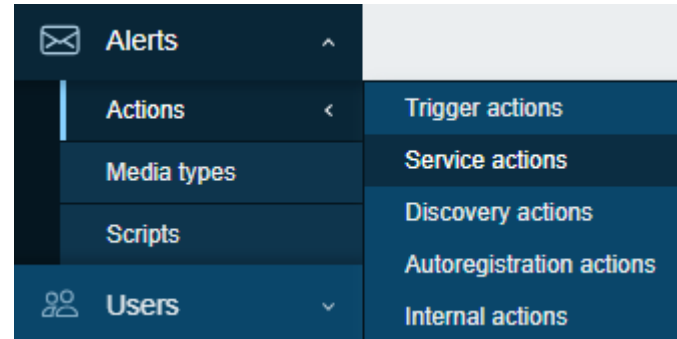 Alerts
Actions
Media types
Scripts
Users
Trigger actions
Service actions
Discovery actions
Autoregistration actions
Internal actions